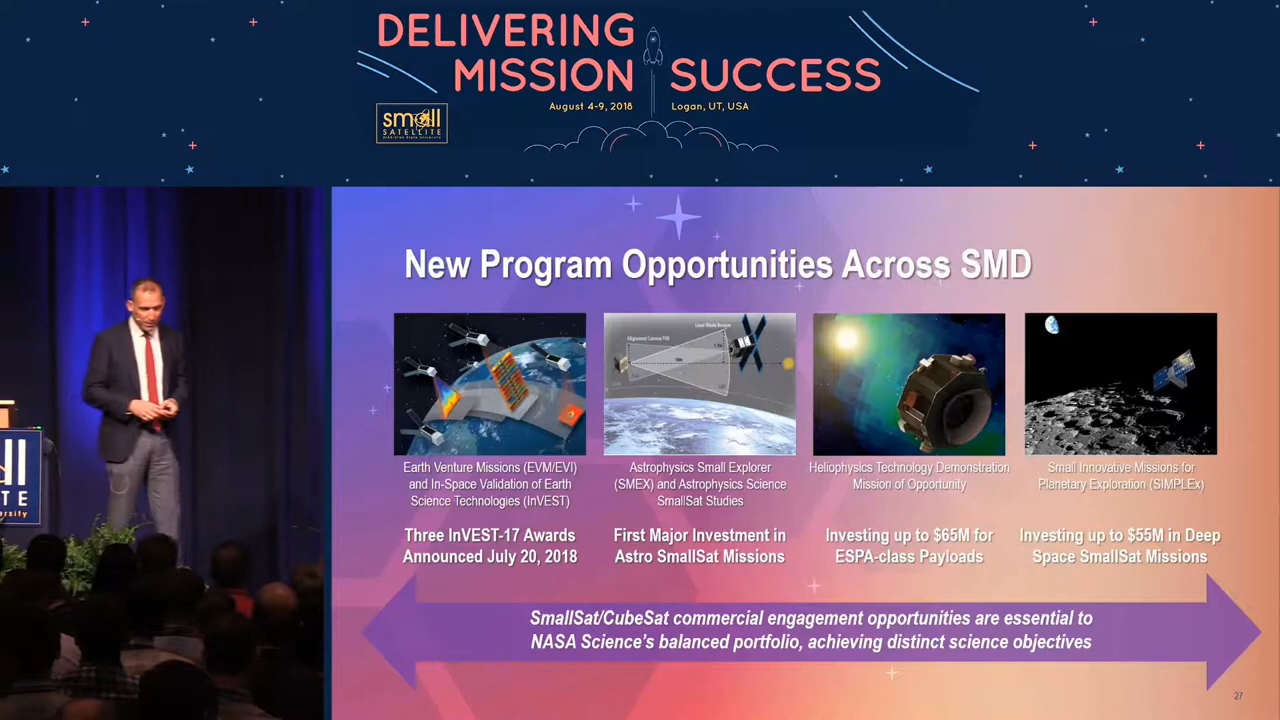 DELIVERING
MISSION SUCCESS
August 4-9, 2018 Logan, UT, USA
small
SATELLITE
New Program Opportunities Across SMD
Earth Venture Missions (EVM/EVI)
and In-Space Validation of Earth
Science Technologies (InVEST)
Three InVEST-17 Awards
Announced July 20, 2018
Astrophysics Small Explorer
(SMEX) and Astrophysics Science
SmallSat Studies
First Major Investment in
Astro SmallSat Missions
Heliophysics Technology Demonstration
Mission of Opportunity
Investing up to $65M for
ESPA-class Payloads
Small Innovative Missions for
Planetary Exploration (SIMPLEx)
Investing up to $55M in Deep
Space SmallSat Missions
SmallSat/CubeSat commercial engagement opportunities are essential to
NASA Science's balanced portfolio, achieving distinct science objectives
27